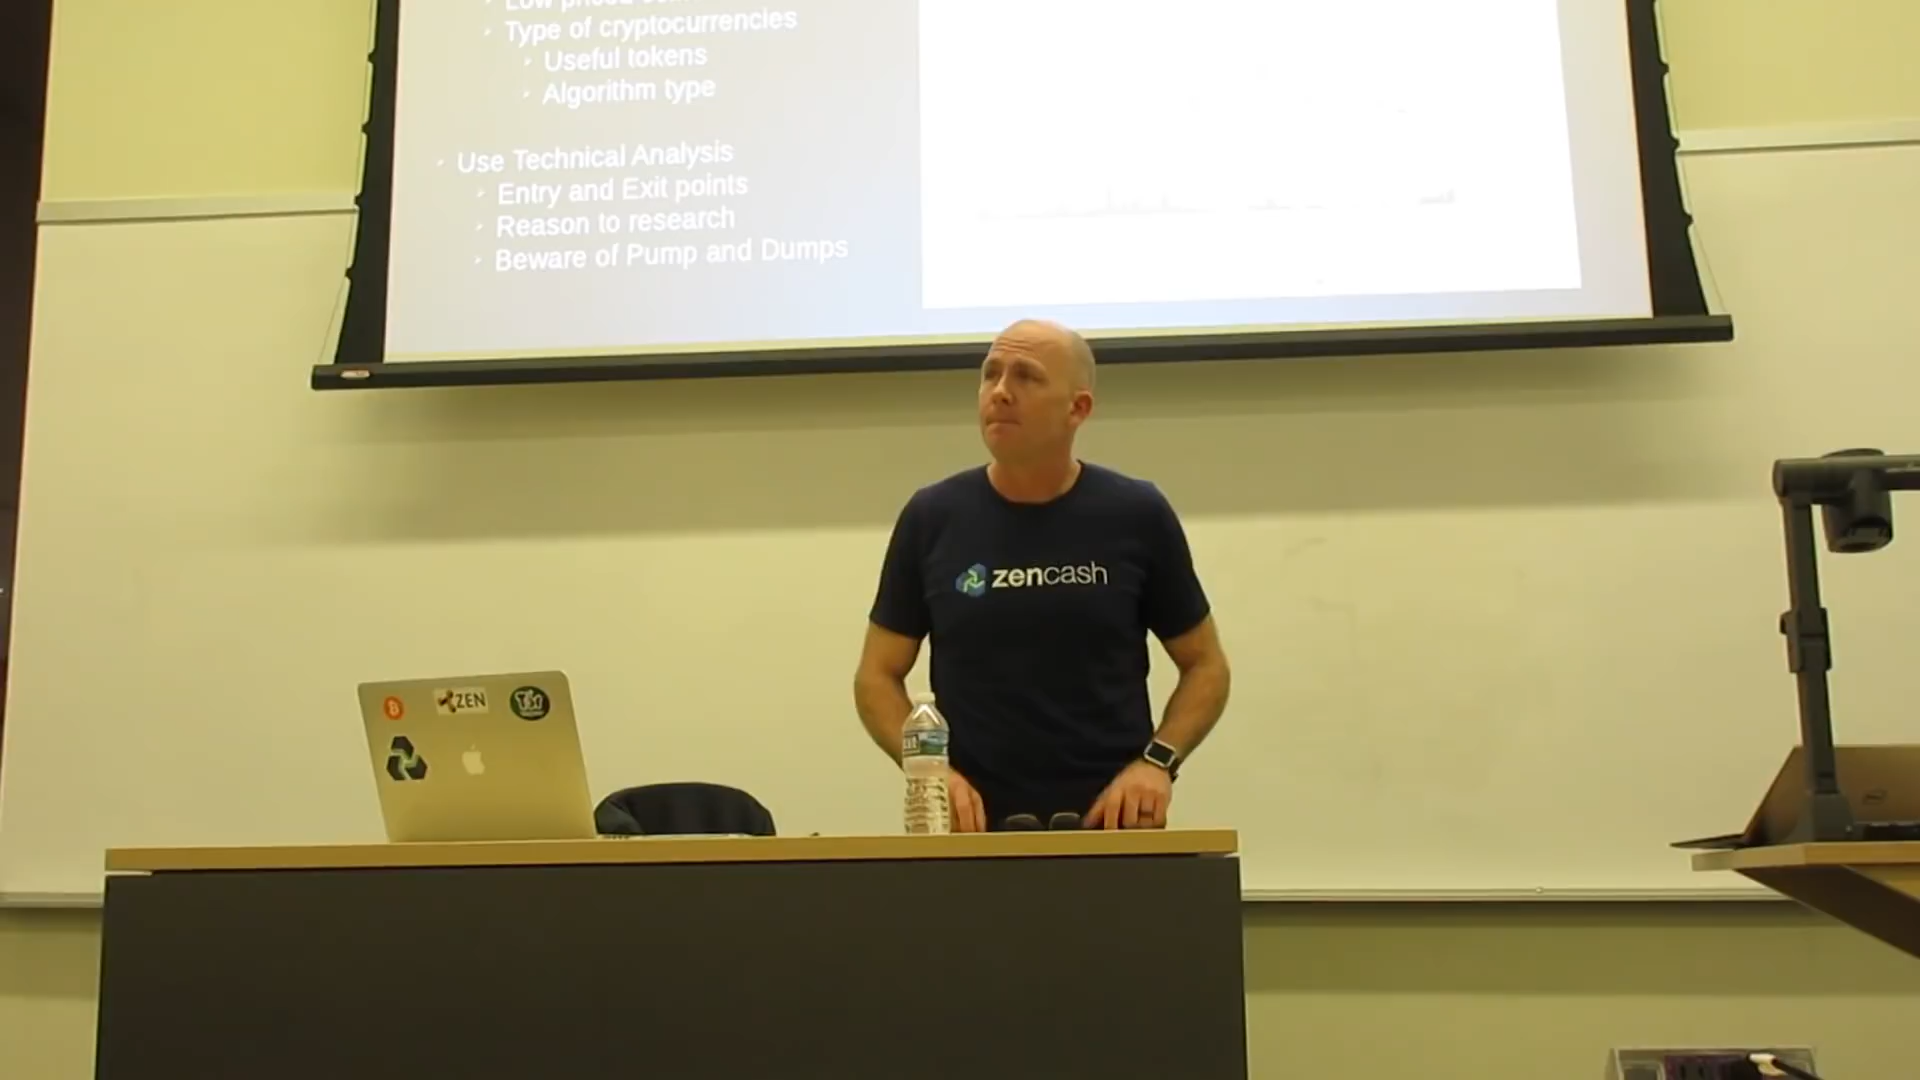 Type of cryptocurrencies
Useful tokens
Algorithm type
Use Technical Analysis
Entry and Exit points
Reason to research
Beware of Pump and Dumps
zencash
ZEN